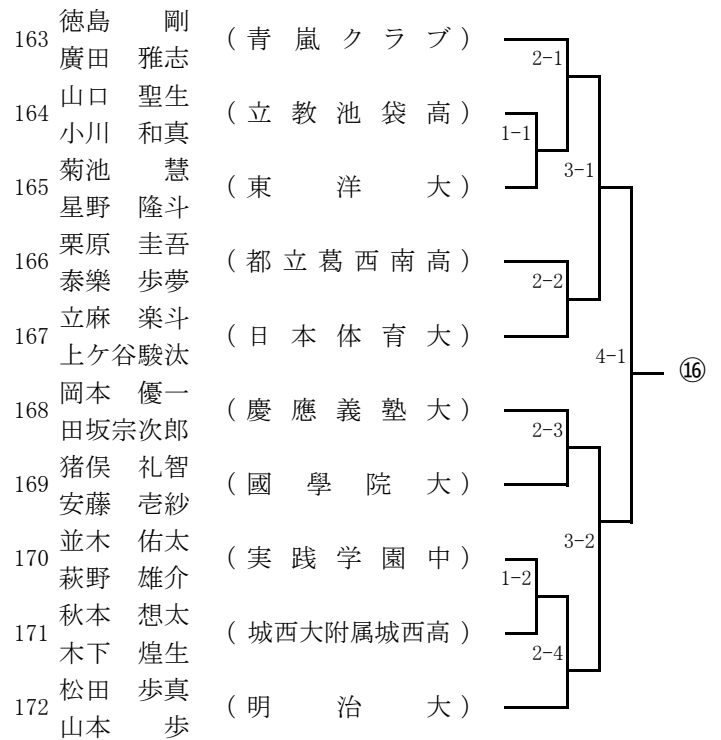 徳島 剛
163 (青嵐クラブ)
廣田 雅志
2-1
山口 聖生
164 (立教池袋高)
小川 和真
1-1
菊池 慧
165 (東洋大)
星野 隆斗
3-1
栗原 圭吾
166 (都立葛西南高)
泰樂 歩夢
2-2
立麻 楽斗
167 (日本体育大)
上ケ谷駿汰
4-1
⑯
岡本 優一
168 (慶應義塾大)
田坂宗次郎
2-3
猪俣 礼智
169 (國學院大)
安藤 壱紗
3-2
並木 佑太
170 (実践学園中)
萩野 雄介
1-2
秋本 想太
171 (城西大附属城西高)
木下 煌生
2-4
松田 歩真
172 (明治大)
山本 歩